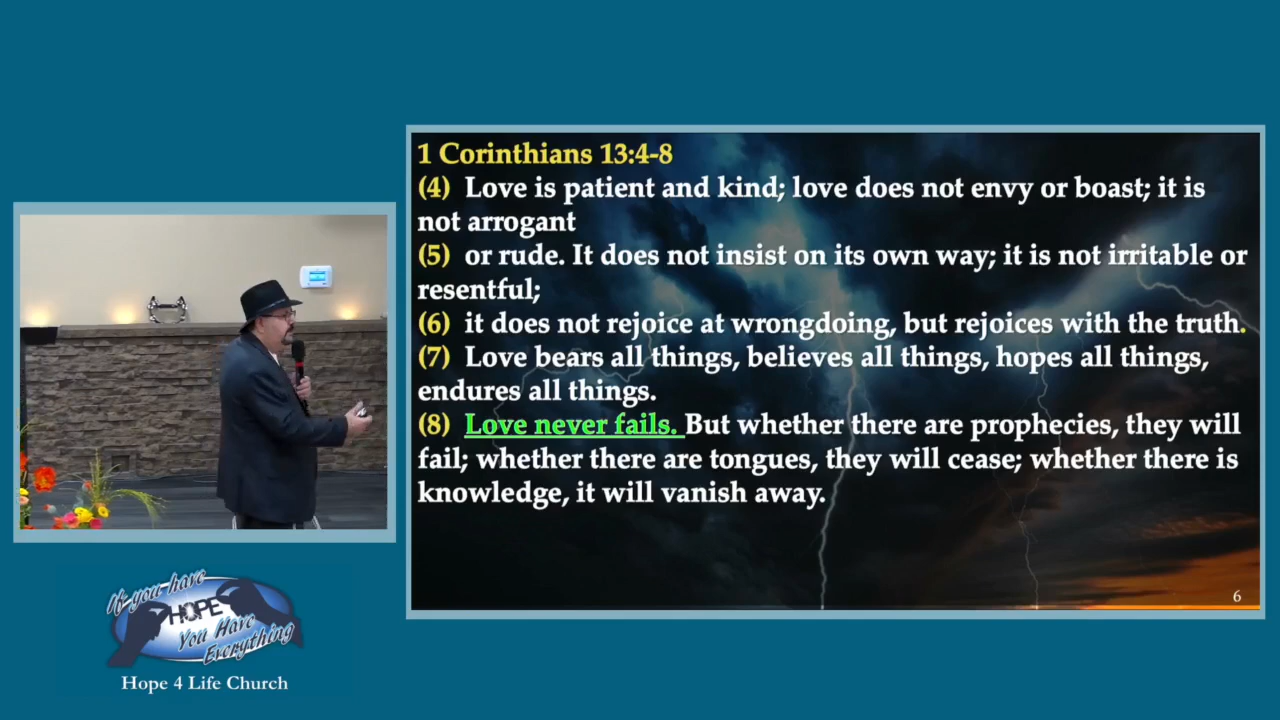 1 Corinthians 13:4-8
(4) Love is patient and kind; love does not envy or boast; it is
not arrogant
(5) or rude. It does not insist on its own way; it is not irritable or
resentful;
(6) it does not rejoice at wrongdoing, but rejoices with the truth.
(7) Love bears all things, believes all things, hopes all things,
endures all things.
(8) Love never fails. But whether there are prophecies, they will
fail; whether there are tongues, they will cease; whether there is
knowledge, it will vanish away.
6
If you have
HOPE
You Have
Everything
Hope 4 Life Church